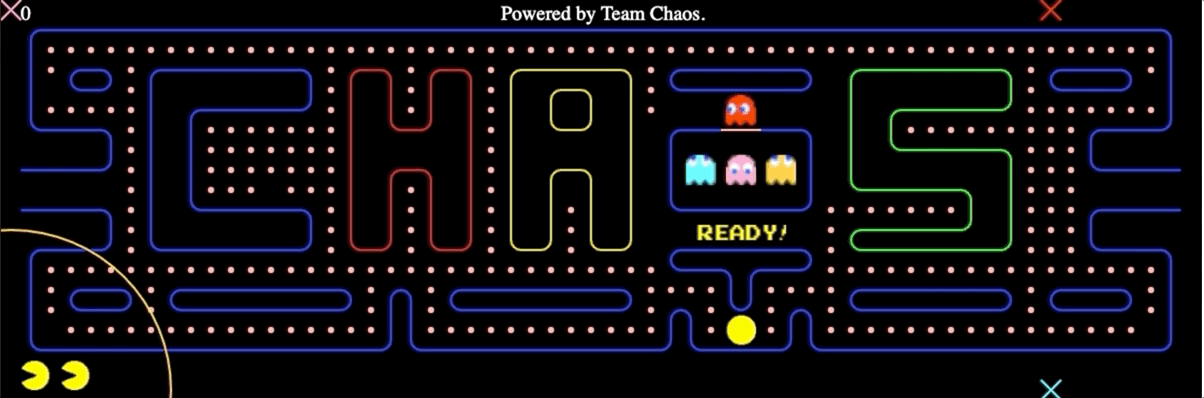 0
Powered by Team Chaos.
CHAOS
READY!